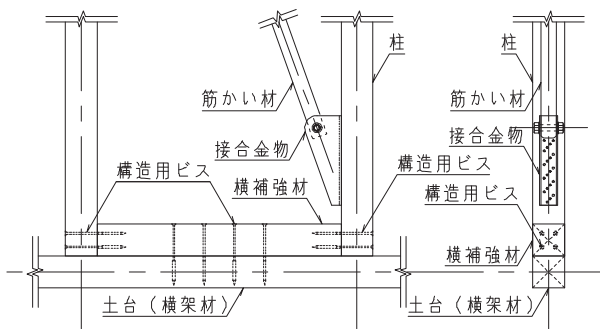 柱
柱
筋かい材
筋かい材
接合金物
接合金物
構造用ビス
横補強材
構造用ビス
構造用ビス
横補強材
土台（横架材）
土台（横架材）